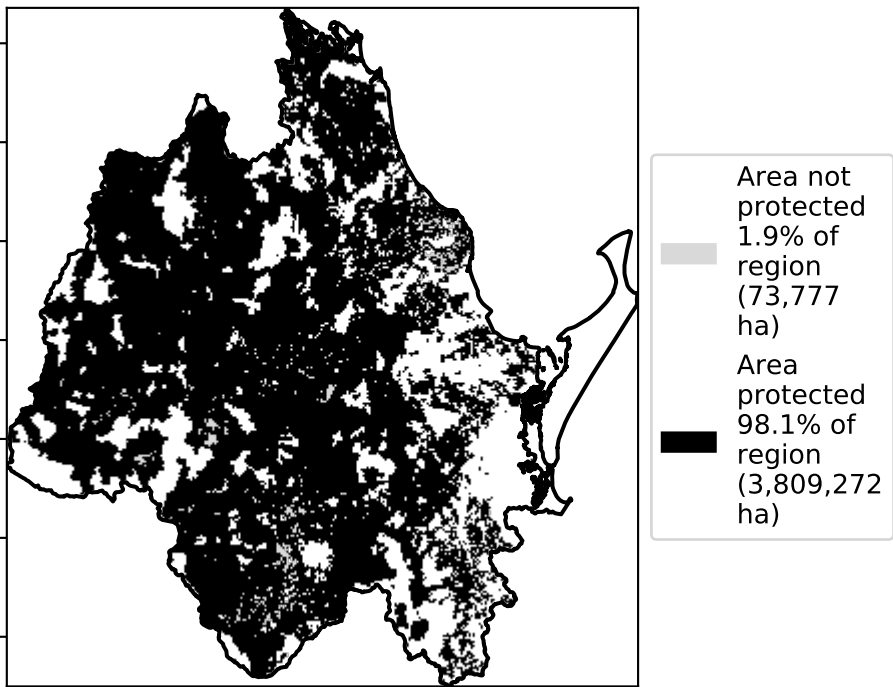 Area not
protected
1.9% of
region
(73,777
ha)
Area
protected
98.1% of
region
(3,809,272
ha)